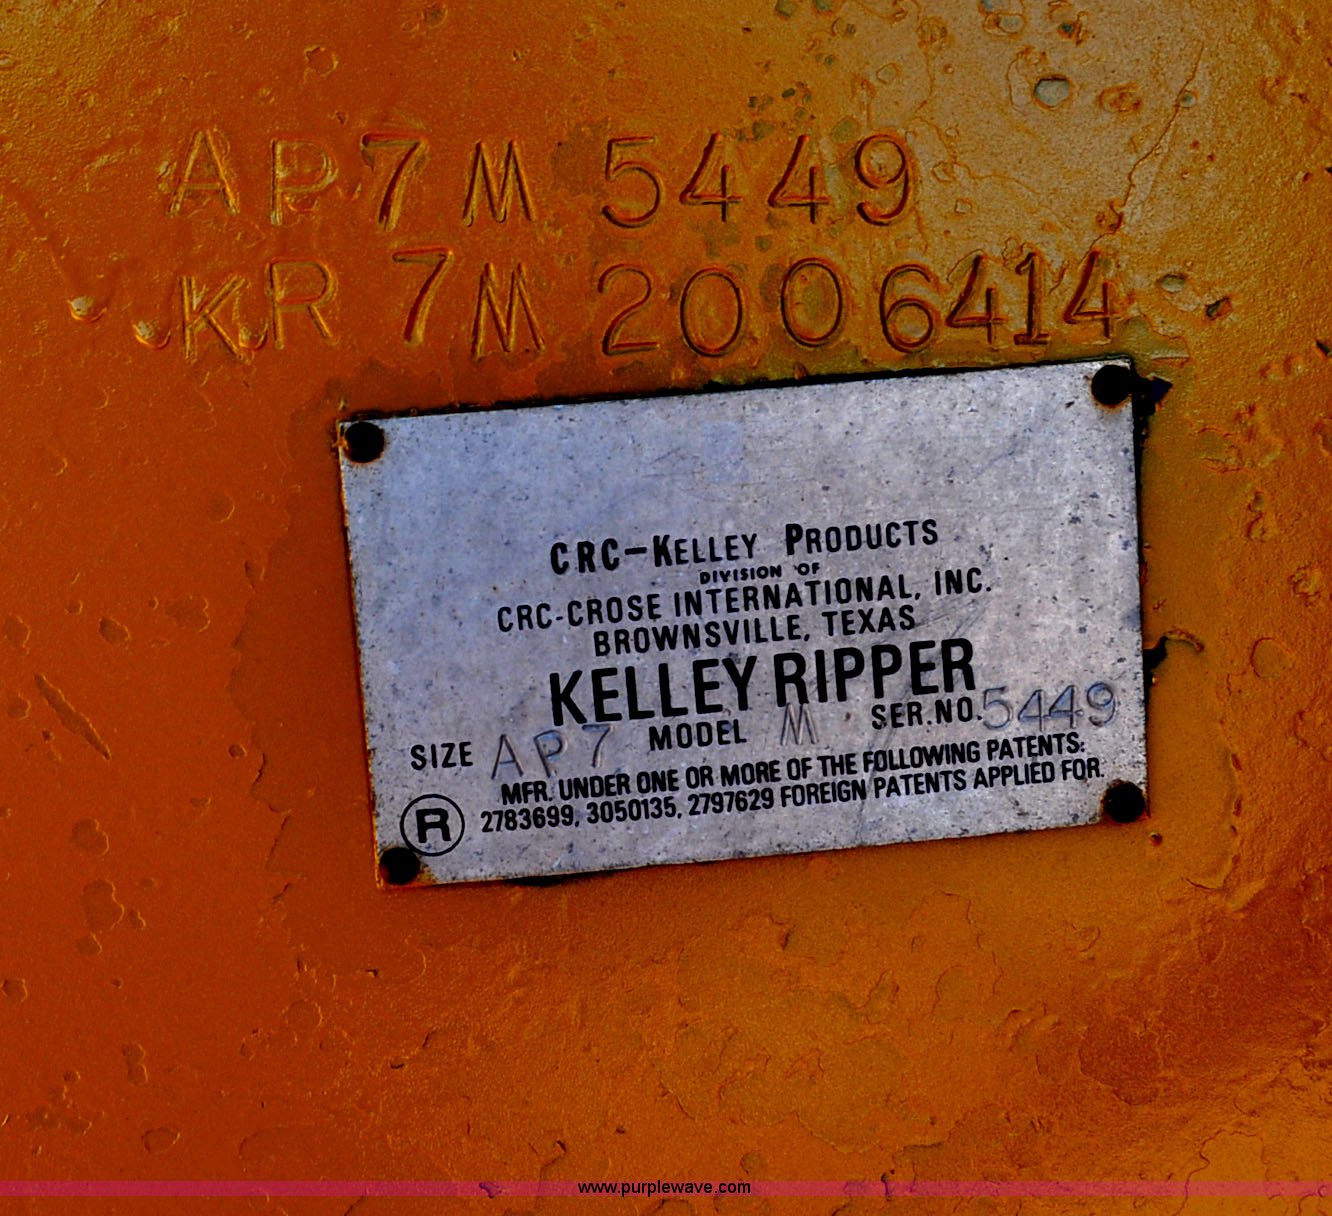 AP7M 5449
KR 7M 2006414
CRC-KELLEY PRODUCTS
DIVISION OF
CRC-CROSE INTERNATIONAL, INC.
BROWNSVILLE, TEXAS
KELLEY RIPPER
SIZE AP7 MODEL M SER.NO. 5449
MFR. UNDER ONE OR MORE OF THE FOLLOWING PATENTS:
2783699, 3050135, 2797629 FOREIGN PATENTS APPLIED FOR.
R
www.purplewave.com